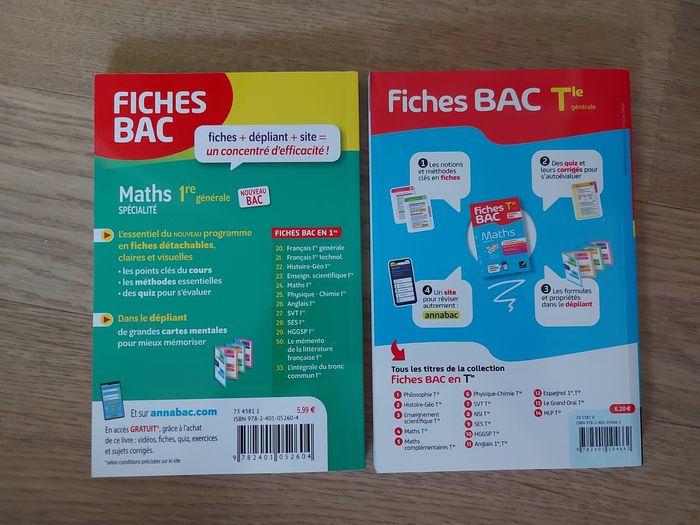 FICHES
BAC
fiches + dépliant + site =
un concentré d'efficacité !
Maths 1re générale
SPÉCIALITÉ
NOUVEAU
BAC
L'essentiel du NOUVEAU programme
en fiches détachables,
claires et visuelles
• les points clés du cours
• les méthodes essentielles
• des quiz pour s'évaluer
Dans le dépliant
de grandes cartes mentales
pour mieux mémoriser
FICHES BAC EN 1re
20. Français 1re générale
21. Français 1re technol.
22. Histoire-Géo 1re
23. Enseign. scientifique 1re
24. Maths 1re
25. Physique - Chimie 1re
26. Anglais 1re
27. SVT 1re
28. SES 1re
29. HGGSP 1re
50. Le mémento
de la littérature
française 1re
33. L'intégrale du tronc
commun 1re
Et sur annabac.com
En accès GRATUIT*, grâce à l'achat
de ce livre : vidéos, fiches, quiz, exercices
et sujets corrigés.
*selon conditions précisées sur le site
73 4381 1
5,99 €
ISBN 978-2-401-05260-4
9 782401 052604
Fiches BAC Tle
générale
1 Les notions
et méthodes
clés en fiches
2 Des quiz et
leurs corrigés pour
s'autoévaluer
fiches Tle
BAC
Maths
4 Un site
pour réviser
autrement :
annabac
3 Les formules
et propriétés
dans le dépliant
Tous les titres de la collection
fiches BAC en Tle
1 Philosophie Tle
2 Histoire-Géo Tle
3 Enseignement
scientifique Tle
4 Maths Tle
5 Maths
complémentaires Tle
6 Physique-Chimie Tle
7 SVT Tle
8 NSI Tle
9 SES Tle
10 HGGSP Tle
11 Anglais 1re,Tle
12 Espagnol 1re,Tle
13 Le Grand Oral Tle
14 HLP Tle
6,20 €
ISBN 978-2-401-10466-2
9 782401 104662